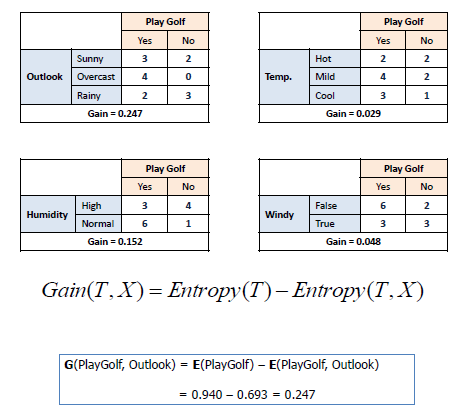 Play Golf
Yes No
Outlook Sunny 3 2
Overcast 4 0
Rainy 2 3
Gain = 0.247
Play Golf
Yes No
Temp. Hot 2 2
Mild 4 2
Cool 3 1
Gain = 0.029
Play Golf
Yes No
Humidity High 3 4
Normal 6 1
Gain = 0.152
Play Golf
Yes No
Windy False 6 2
True 3 3
Gain = 0.048
Gain(T, X) = Entropy(T) – Entropy(T, X)
G(PlayGolf, Outlook) = E(PlayGolf) – E(PlayGolf, Outlook)
= 0.940 – 0.693 = 0.247